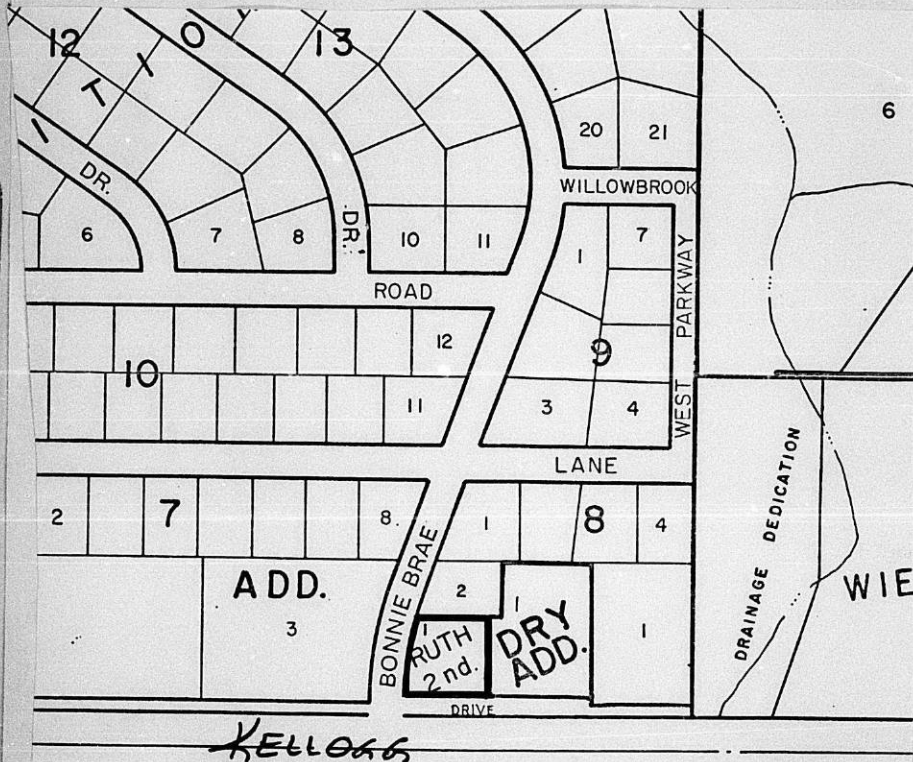 12
13
ITIO
20
21
6
WILLOWBROOK
DR.
DR.
6
7
8
10
11
1
7
ROAD
WEST PARKWAY
12
9
10
11
3
4
LANE
DRAINAGE DEDICATION
2
7
8
1
8
4
BONNIE BRAE
ADD.
3
2
1
DRY
ADD.
1
1
RUTH
2nd.
WIE
DRIVE
KELLOGG